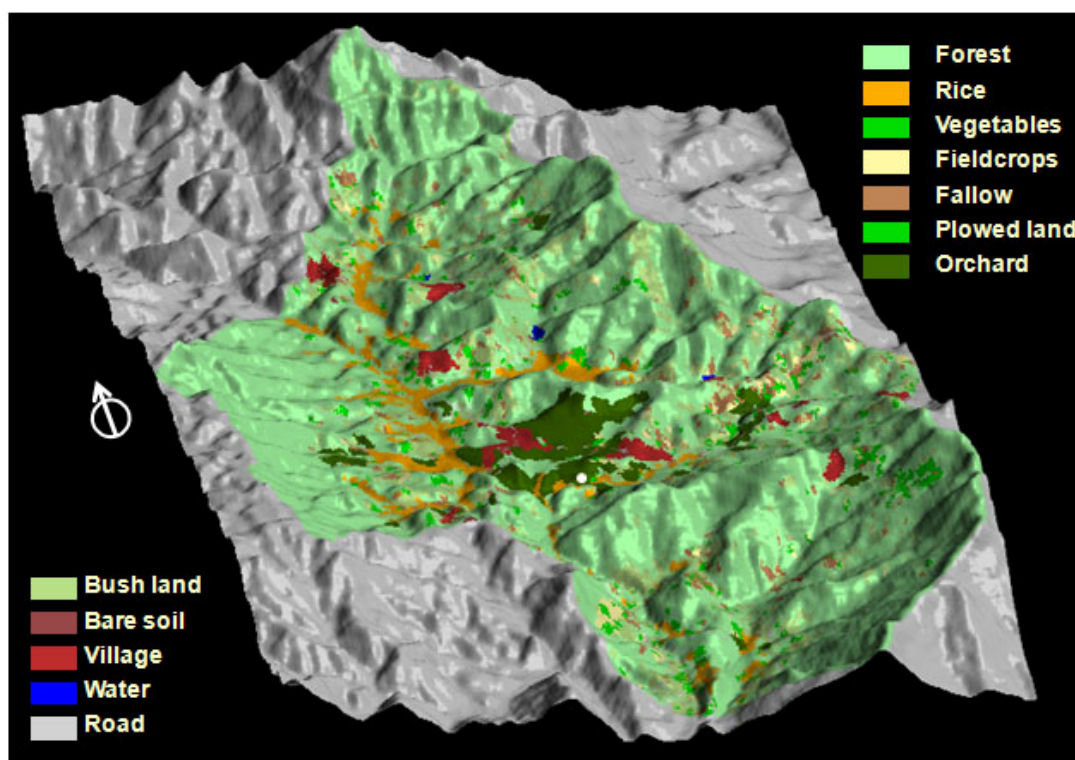 Forest
Rice
Vegetables
Fieldcrops
Fallow
Plowed land
Orchard
Bush land
Bare soil
Village
Water
Road